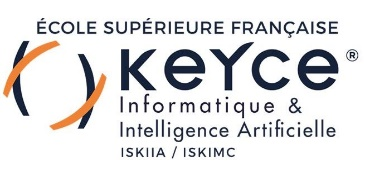 ÉCOLE SUPÉRIEURE FRANÇAISE
KEYCE®
Informatique &
Intelligence Artificielle
ISKIIA / ISKIMC